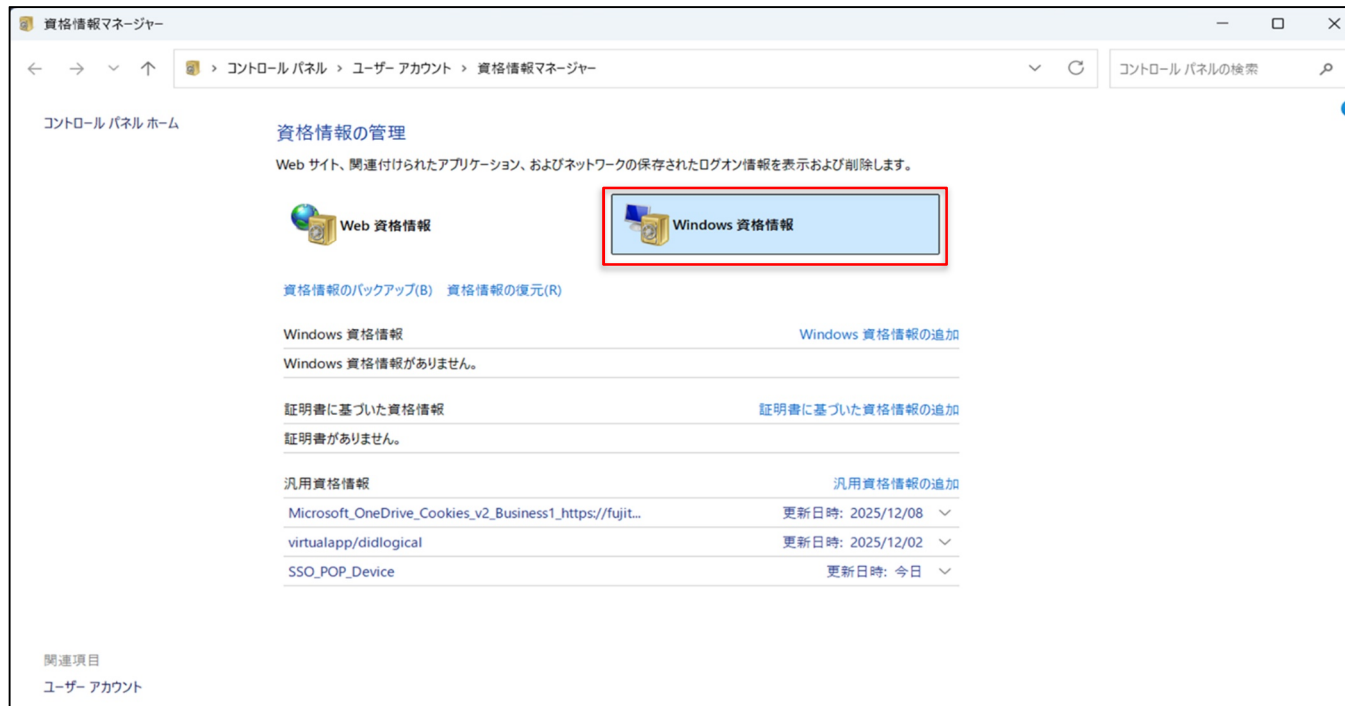 資格情報マネージャー
コントロール パネル > ユーザー アカウント > 資格情報マネージャー
コントロール パネルの検索
コントロール パネル ホーム
資格情報の管理
Web サイト、関連付けられたアプリケーション、およびネットワークの保存されたログオン情報を表示および削除します。
Web 資格情報
Windows 資格情報
資格情報のバックアップ(B) 資格情報の復元(R)
Windows 資格情報 Windows 資格情報の追加
Windows 資格情報がありません。
証明書に基づいた資格情報 証明書に基づいた資格情報の追加
証明書がありません。
汎用資格情報 汎用資格情報の追加
Microsoft_OneDrive_Cookies_v2_Business1_https://fujit... 更新日時: 2025/12/08
virtualapp/didlogical 更新日時: 2025/12/02
SSO_POP_Device 更新日時: 今日
関連項目
ユーザー アカウント